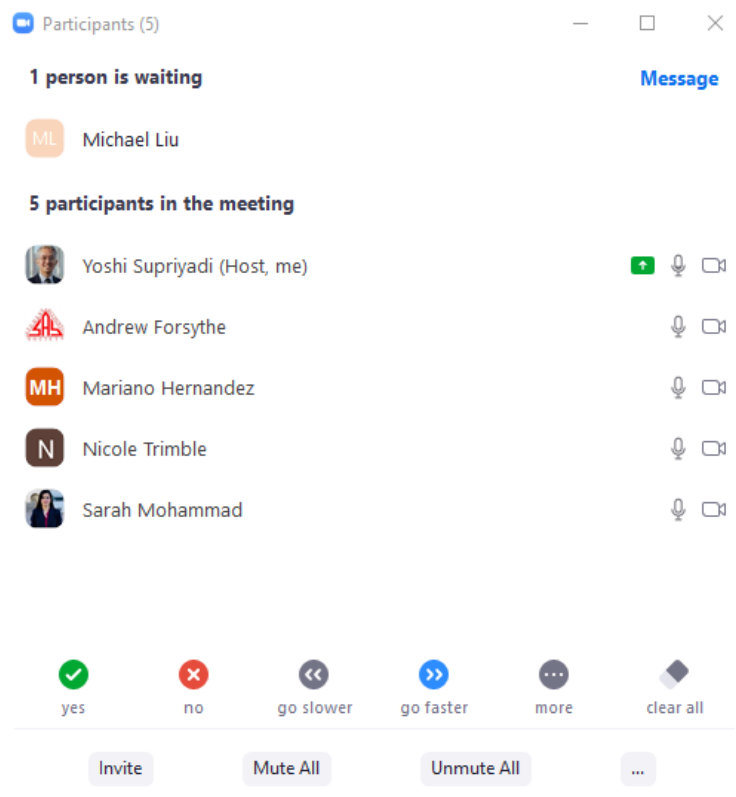 Participants (5)
1 person is waiting
Message
ML
Michael Liu
5 participants in the meeting
Yoshi Supriyadi (Host, me)
SAS
Andrew Forsythe
MH
Mariano Hernandez
N
Nicole Trimble
Sarah Mohammad
yes no go slower go faster more clear all
Invite Mute All Unmute All ...